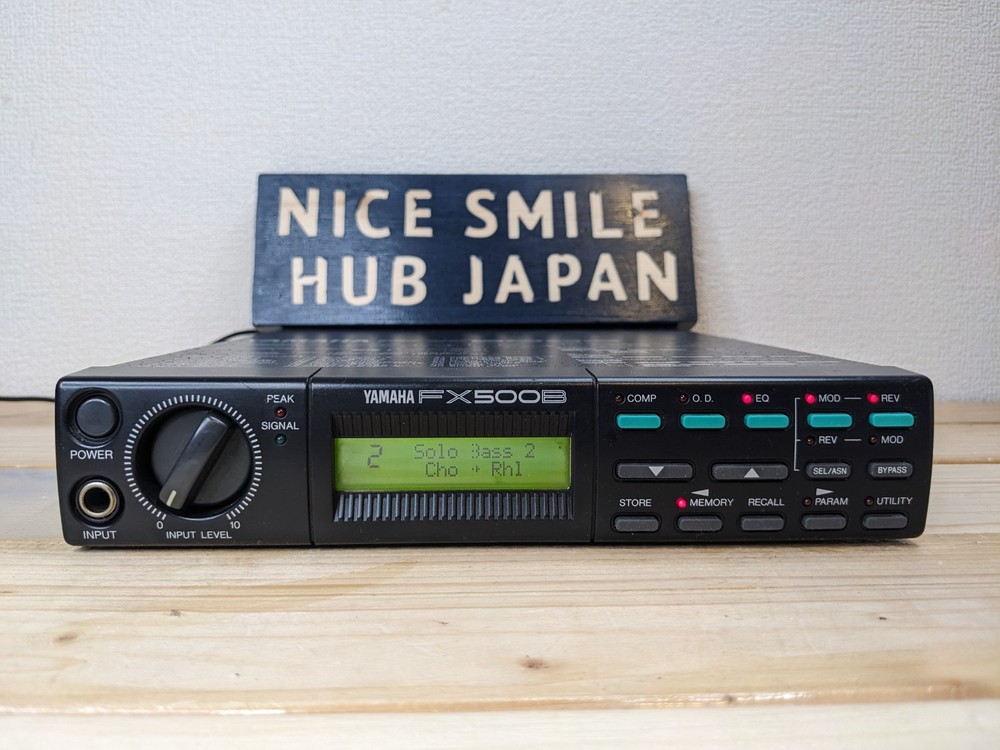 NICE SMILE
HUB JAPAN
YAMAHA FX500B
POWER
INPUT
PEAK
SIGNAL
0 10
INPUT LEVEL
2 Solo Bass 2
Cho → Rhl
COMP O.D. EQ MOD REV
REV MOD
SEL/ASN BYPASS
STORE MEMORY RECALL PARAM UTILITY